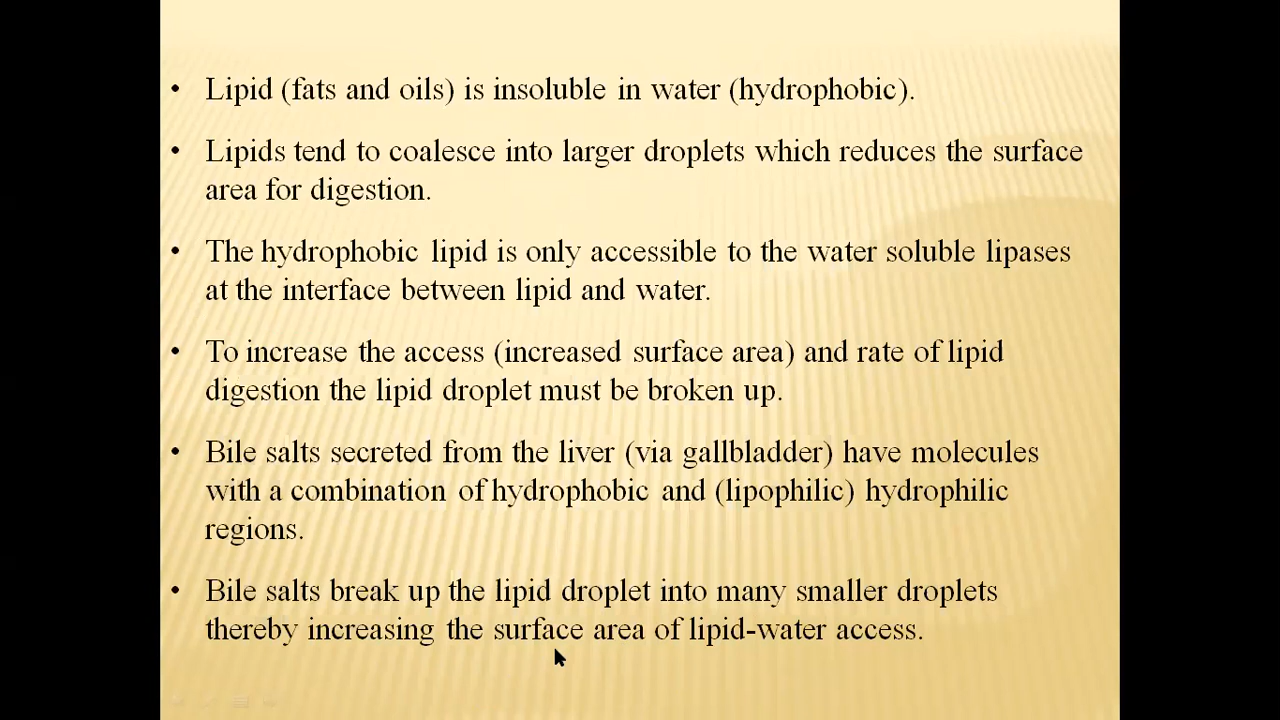 • Lipid (fats and oils) is insoluble in water (hydrophobic).
• Lipids tend to coalesce into larger droplets which reduces the surface
area for digestion.
• The hydrophobic lipid is only accessible to the water soluble lipases
at the interface between lipid and water.
• To increase the access (increased surface area) and rate of lipid
digestion the lipid droplet must be broken up.
• Bile salts secreted from the liver (via gallbladder) have molecules
with a combination of hydrophobic and (lipophilic) hydrophilic
regions.
• Bile salts break up the lipid droplet into many smaller droplets
thereby increasing the surface area of lipid-water access.